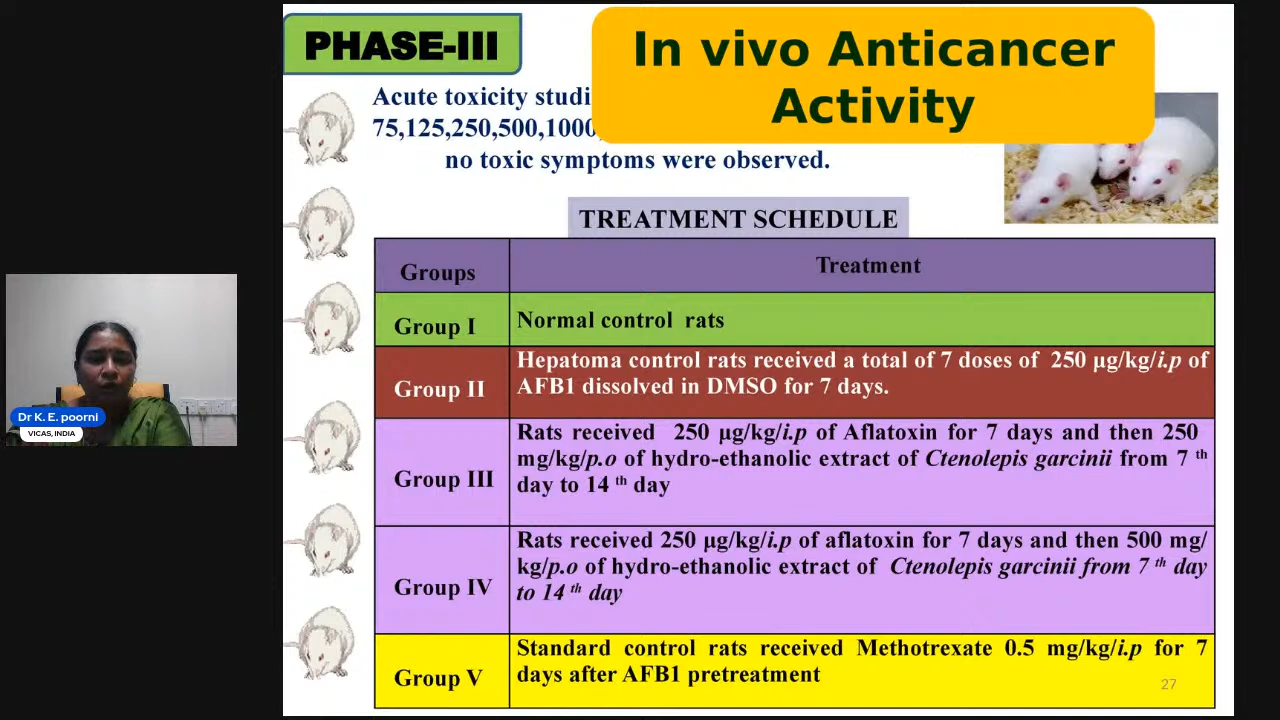 PHASE-III
In vivo Anticancer
Activity
Acute toxicity studi
75,125,250,500,1000,
no toxic symptoms were observed.
TREATMENT SCHEDULE
Groups
Treatment
Group I
Normal control rats
Group II
Hepatoma control rats received a total of 7 doses of 250 µg/kg/i.p of
AFB1 dissolved in DMSO for 7 days.
Group III
Rats received 250 µg/kg/i.p of Aflatoxin for 7 days and then 250
mg/kg/p.o of hydro-ethanolic extract of Ctenolepis garcinii from 7 th
day to 14 th day
Group IV
Rats received 250 µg/kg/i.p of aflatoxin for 7 days and then 500 mg/
kg/p.o of hydro-ethanolic extract of Ctenolepis garcinii from 7 th day
to 14 th day
Group V
Standard control rats received Methotrexate 0.5 mg/kg/i.p for 7
days after AFB1 pretreatment
27
Dr K. E. poorni
VICAS, INDIA